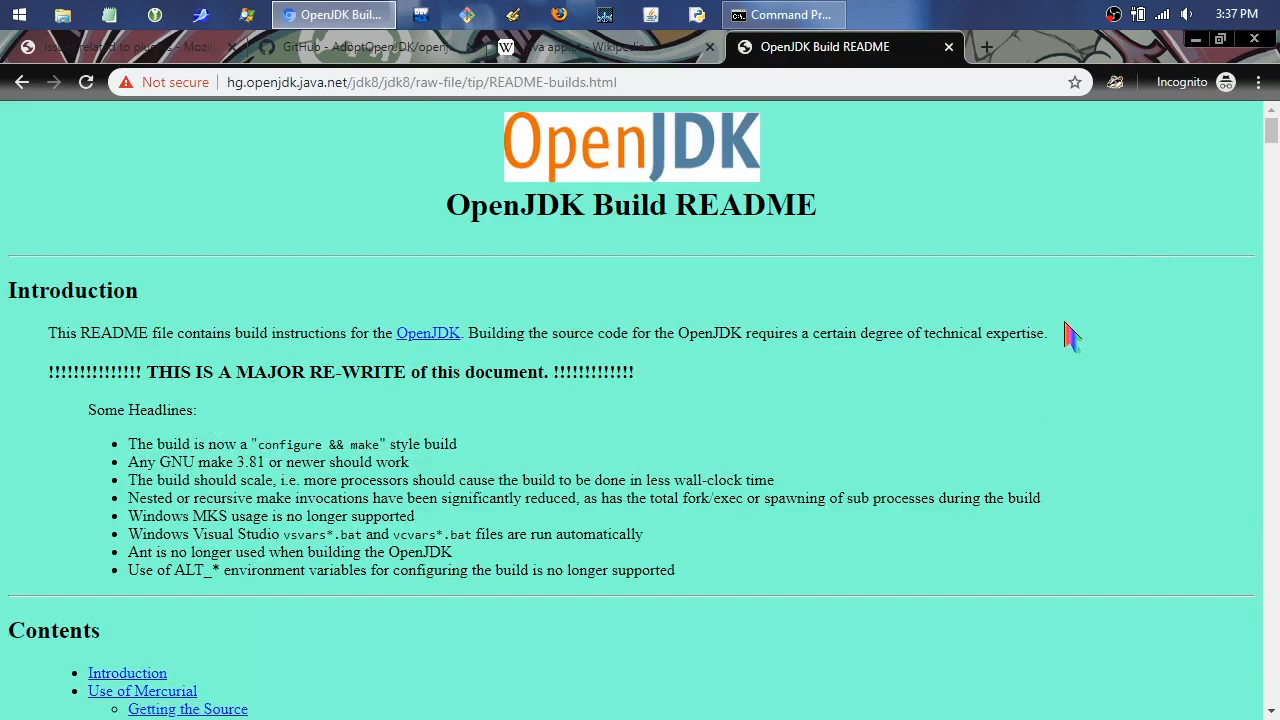 OpenJDK Buil...
Command Pr...
3:37 PM
issues related to plugins - Mozil
GitHub - AdoptOpenJDK/openj
Java applet - Wikipedia
OpenJDK Build README
Not secure
hg.openjdk.java.net/jdk8/jdk8/raw-file/tip/README-builds.html
Incognito
OpenJDK
OpenJDK Build README
Introduction
This README file contains build instructions for the OpenJDK. Building the source code for the OpenJDK requires a certain degree of technical expertise.
!!!!!!!!!!!!!!! THIS IS A MAJOR RE-WRITE of this document. !!!!!!!!!!!!!
Some Headlines:
The build is now a "configure && make" style build
Any GNU make 3.81 or newer should work
The build should scale, i.e. more processors should cause the build to be done in less wall-clock time
Nested or recursive make invocations have been significantly reduced, as has the total fork/exec or spawning of sub processes during the build
Windows MKS usage is no longer supported
Windows Visual Studio vsvars*.bat and vcvars*.bat files are run automatically
Ant is no longer used when building the OpenJDK
Use of ALT_* environment variables for configuring the build is no longer supported
Contents
Introduction
Use of Mercurial
Getting the Source